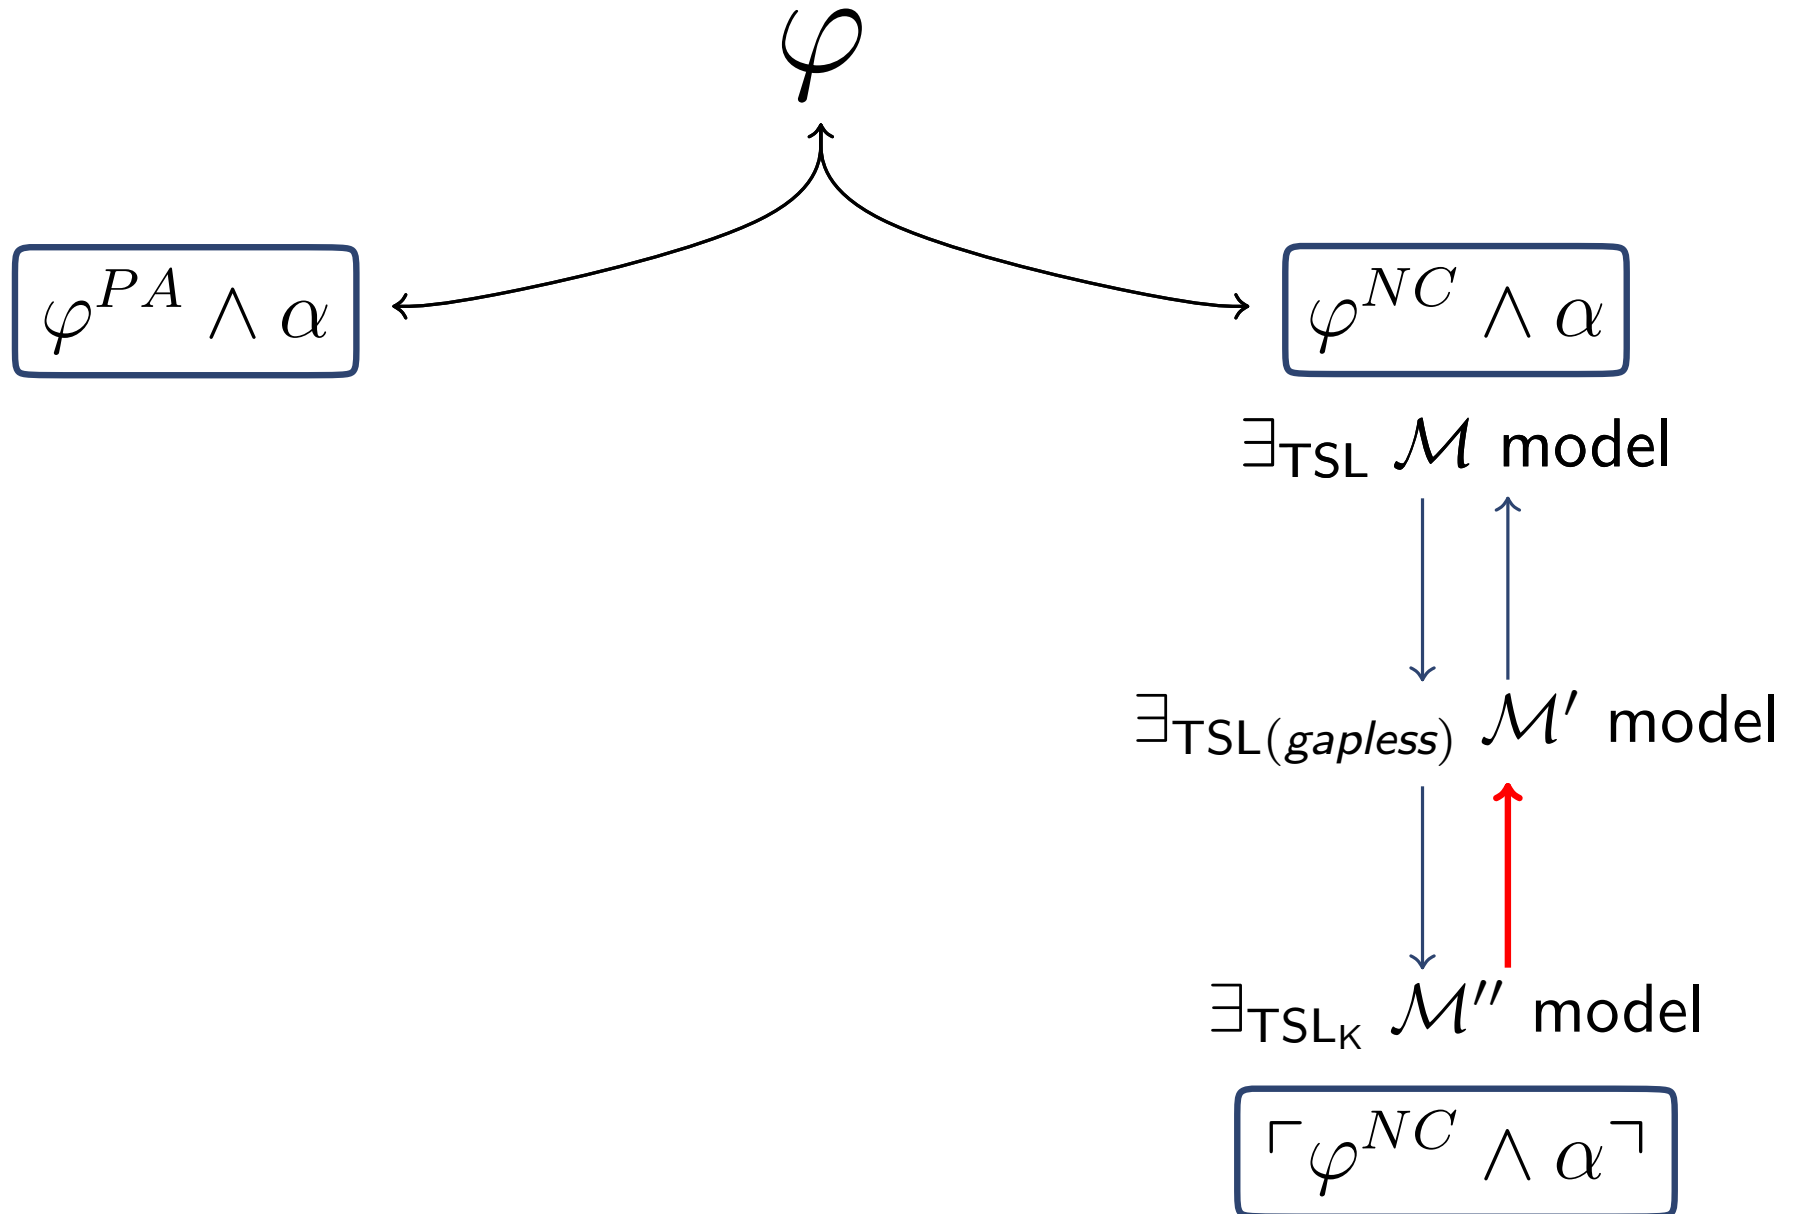 φ
φ^{PA} ∧ α
φ^{NC} ∧ α
∃_{TSL} ℳ model
∃_{TSL(gapless)} ℳ′ model
∃_{TSL_K} ℳ″ model
⌜φ^{NC} ∧ α⌝